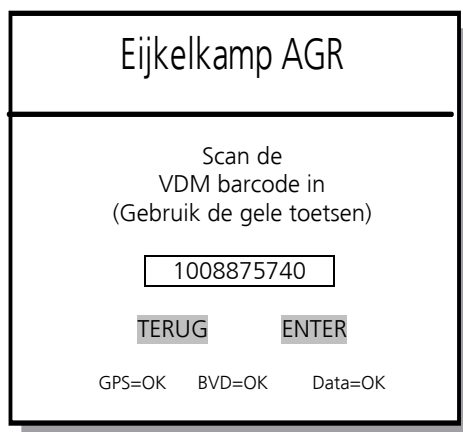 Eijkelkamp AGR
Scan de
VDM barcode in
(Gebruik de gele toetsen)
1008875740
TERUG ENTER
GPS=OK BVD=OK Data=OK